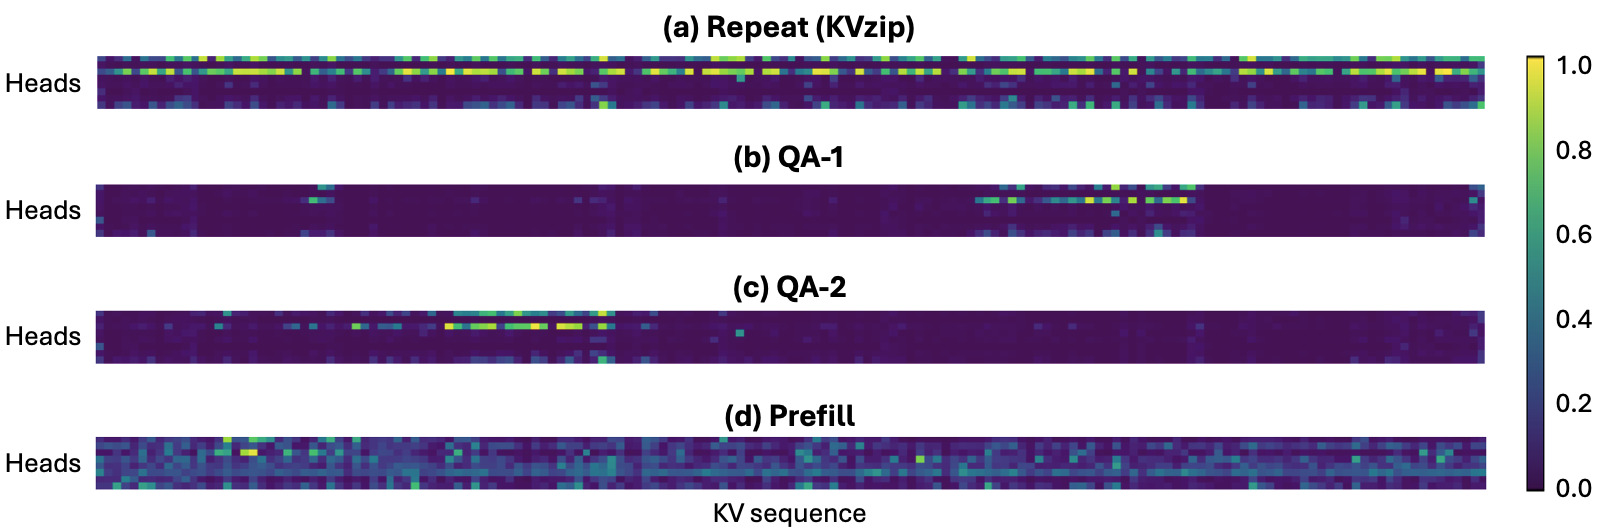 (a) Repeat (KVzip)
Heads
(b) QA-1
Heads
(c) QA-2
Heads
(d) Prefill
Heads
KV sequence
1.0
0.8
0.6
0.4
0.2
0.0